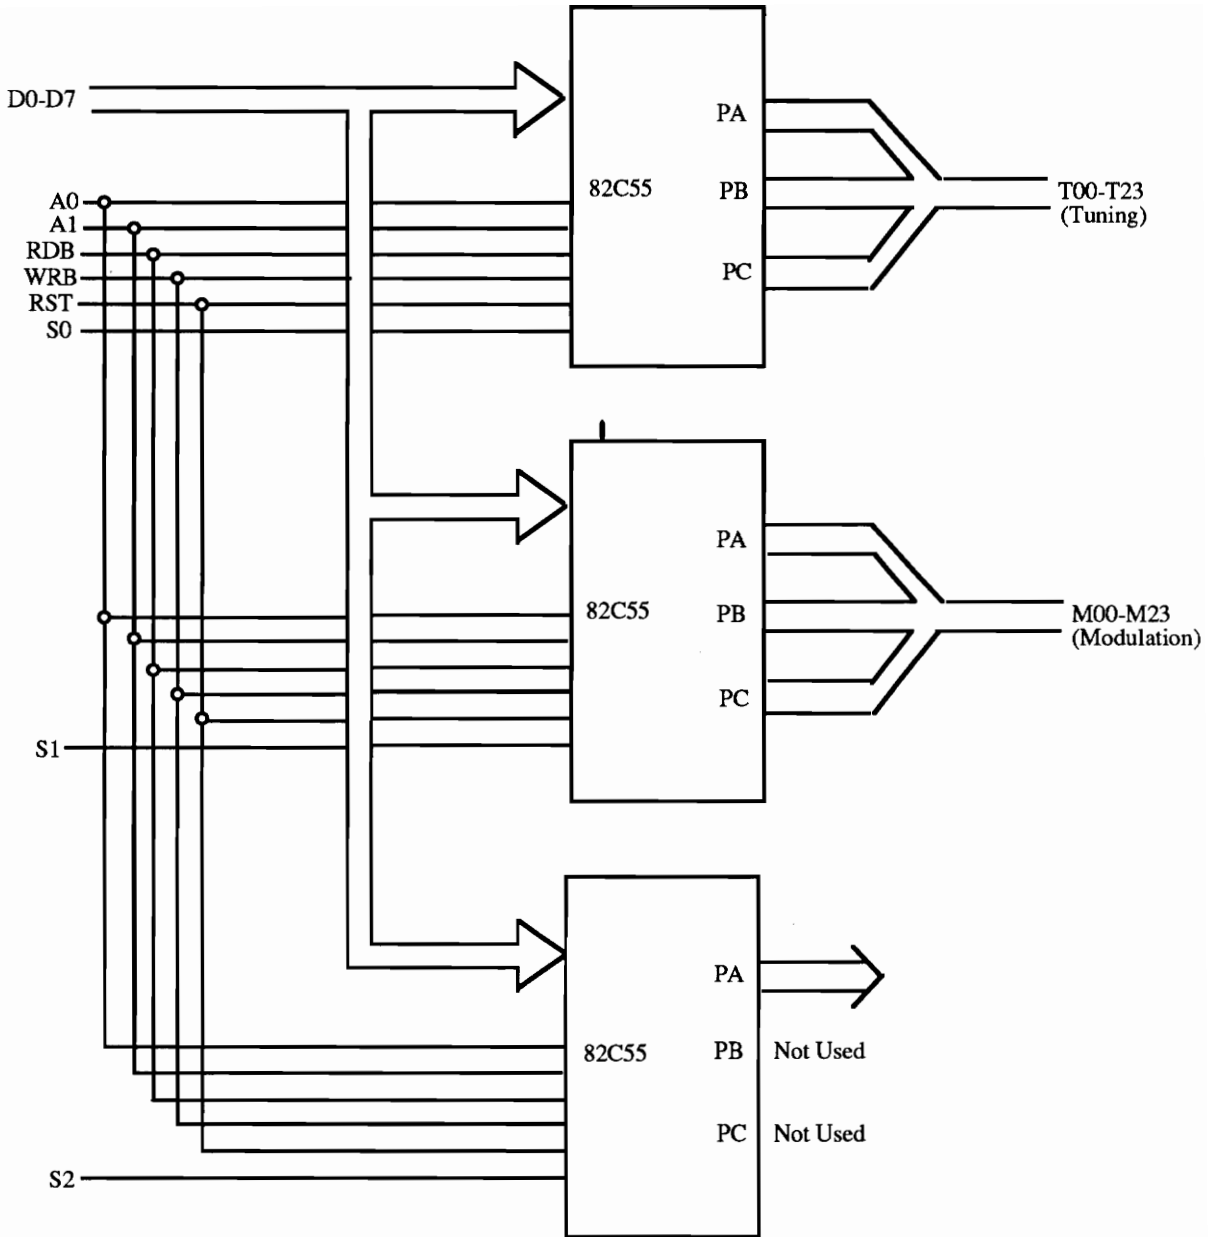 D0-D7
A0
A1
RDB
WRB
RST
S0
82C55
PA
PB
PC
T00-T23
(Tuning)
82C55
PA
PB
PC
M00-M23
(Modulation)
S1
82C55
PA
PB Not Used
PC Not Used
S2